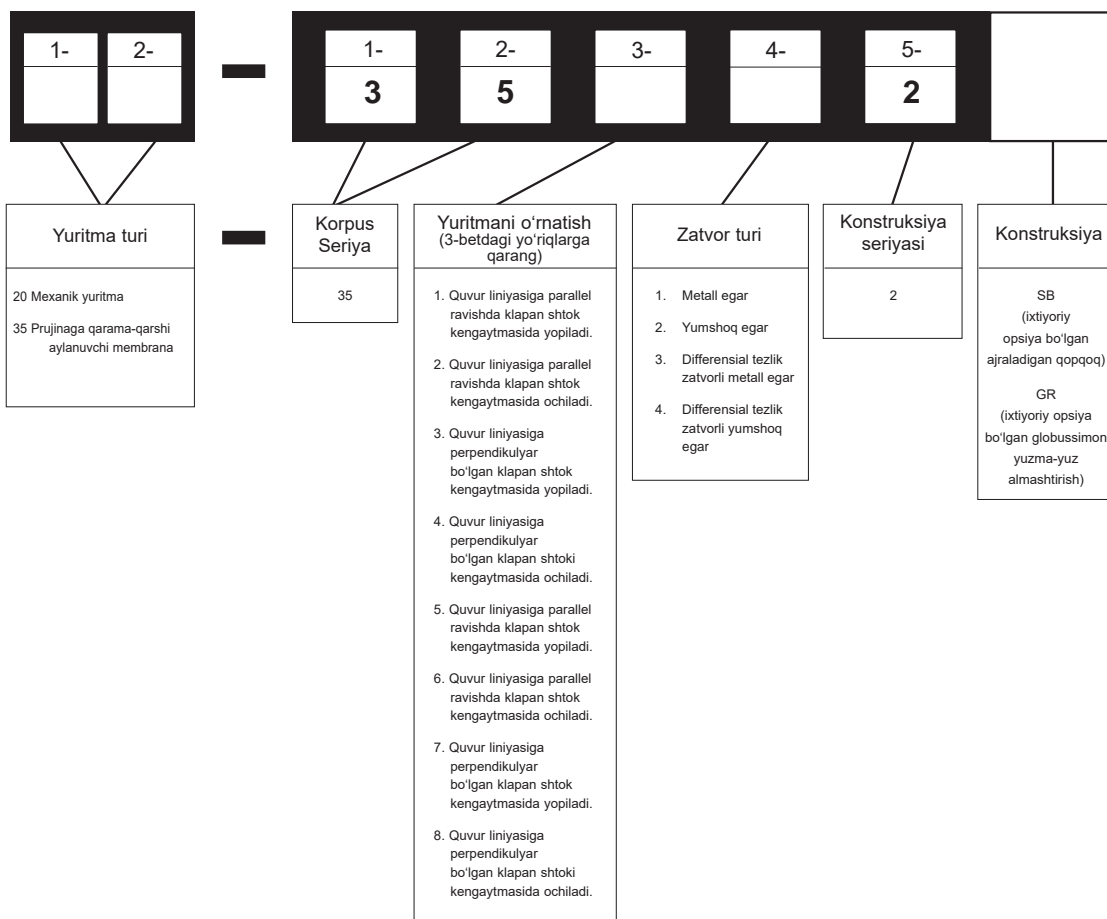 1- 2- 1- 2- 3- 4- 5-
3 5 2
Yuritma turi
20 Mexanik yuritma
35 Prujinaga qarama-qarshi
aylanuvchi membrana
Korpus
Seriya
35
Yuritmani o‘rnatish
(3-betdagi yo‘riqlarga
qarang)
1. Quvur liniyasiga parallel
ravishda klapan shtok
kengaytmasida yopiladi.
2. Quvur liniyasiga parallel
ravishda klapan shtok
kengaytmasida ochiladi.
3. Quvur liniyasiga
perpendikulyar
bo‘lgan klapan shtok
kengaytmasida yopiladi.
4. Quvur liniyasiga
perpendikulyar
bo‘lgan klapan shtoki
kengaytmasida ochiladi.
5. Quvur liniyasiga parallel
ravishda klapan shtok
kengaytmasida yopiladi.
6. Quvur liniyasiga parallel
ravishda klapan shtok
kengaytmasida ochiladi.
7. Quvur liniyasiga
perpendikulyar
bo‘lgan klapan shtok
kengaytmasida yopiladi.
8. Quvur liniyasiga
perpendikulyar
bo‘lgan klapan shtoki
kengaytmasida ochiladi.
Zatvor turi
1. Metall egar
2. Yumshoq egar
3. Differensial tezlik
zatvorli metall egar
4. Differensial tezlik
zatvorli yumshoq
egar
Konstruksiya
seriyasi
2
Konstruksiya
SB
(ixtiyoriy
opsiya bo‘lgan
ajraladigan qopqoq)
GR
(ixtiyoriy opsiya
bo‘lgan globussimon
yuzma-yuz
almashtirish)